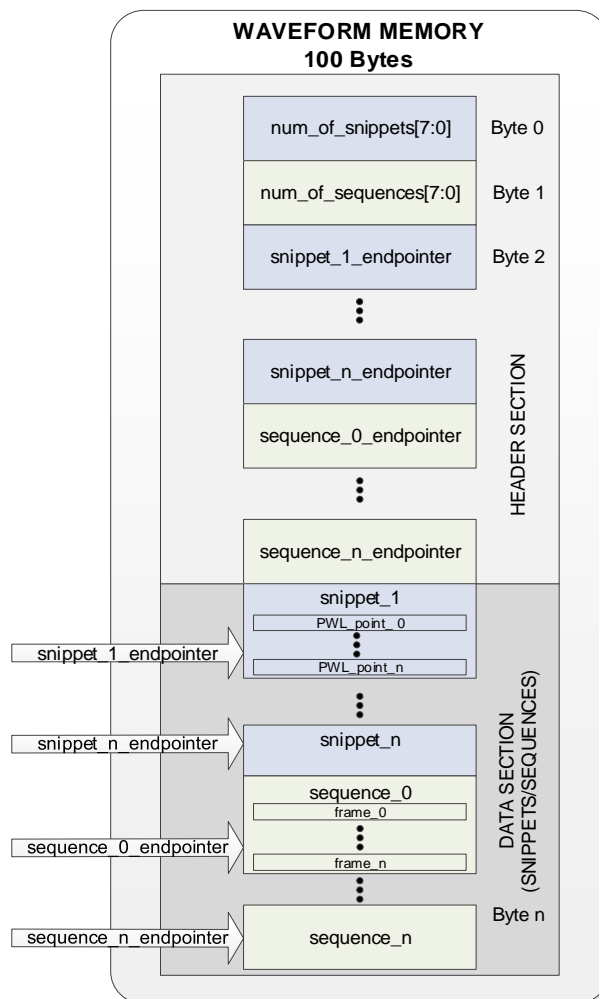 WAVEFORM MEMORY
100 Bytes
num_of_snippets[7:0]
Byte 0
num_of_sequences[7:0]
Byte 1
snippet_1_endpointer
Byte 2
snippet_n_endpointer
sequence_0_endpointer
sequence_n_endpointer
HEADER SECTION
snippet_1
PWL_point_0
PWL_point_n
snippet_1_endpointer
snippet_n
snippet_n_endpointer
sequence_0
frame_0
frame_n
sequence_0_endpointer
DATA SECTION
(SNIPPETS/SEQUENCES)
Byte n
sequence_n
sequence_n_endpointer